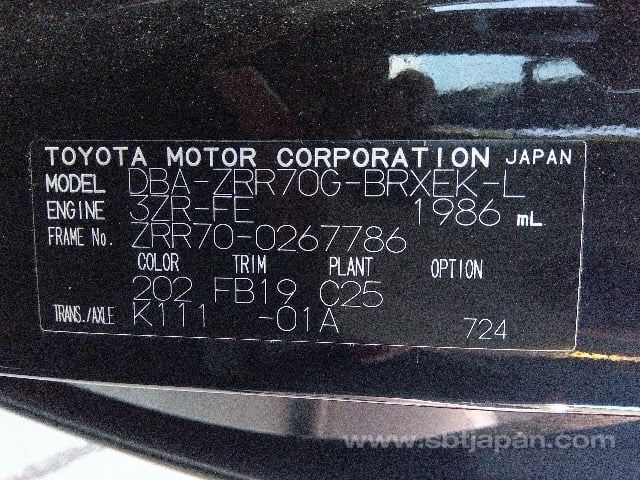 TOYOTA MOTOR CORPORATION JAPAN
MODEL DBA-ZRR70G-BRXEK-L
ENGINE 3ZR-FE 1986 mL
FRAME No. ZRR70-0267786
COLOR TRIM PLANT OPTION
202 FB19 C25
TRANS./AXLE K111 -01A 724
www.sbtjapan.com